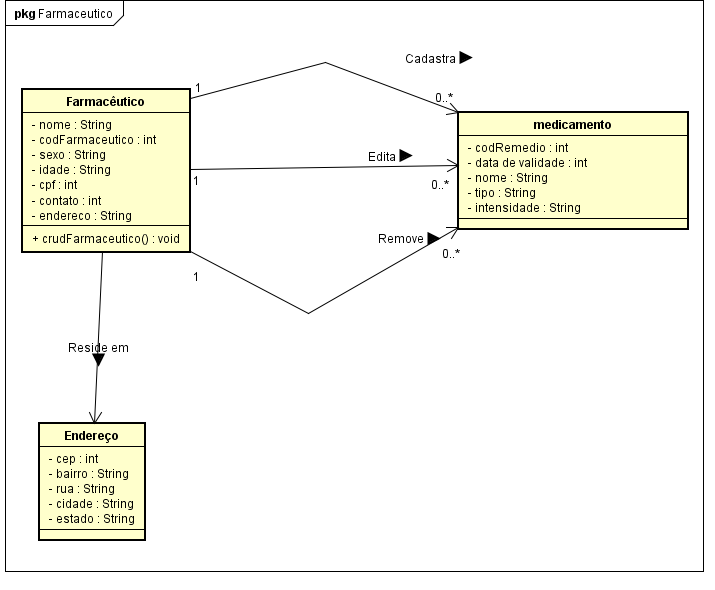 pkg Farmaceutico
Cadastra
1
0..*
Farmacêutico
- nome : String
- codFarmaceutico : int
- sexo : String
- idade : String
- cpf : int
- contato : int
- endereco : String
+ crudFarmaceutico() : void
medicamento
- codRemedio : int
- data de validade : int
- nome : String
- tipo : String
- intensidade : String
Edita
1
0..*
Remove
1
0..*
Reside em
Endereço
- cep : int
- bairro : String
- rua : String
- cidade : String
- estado : String